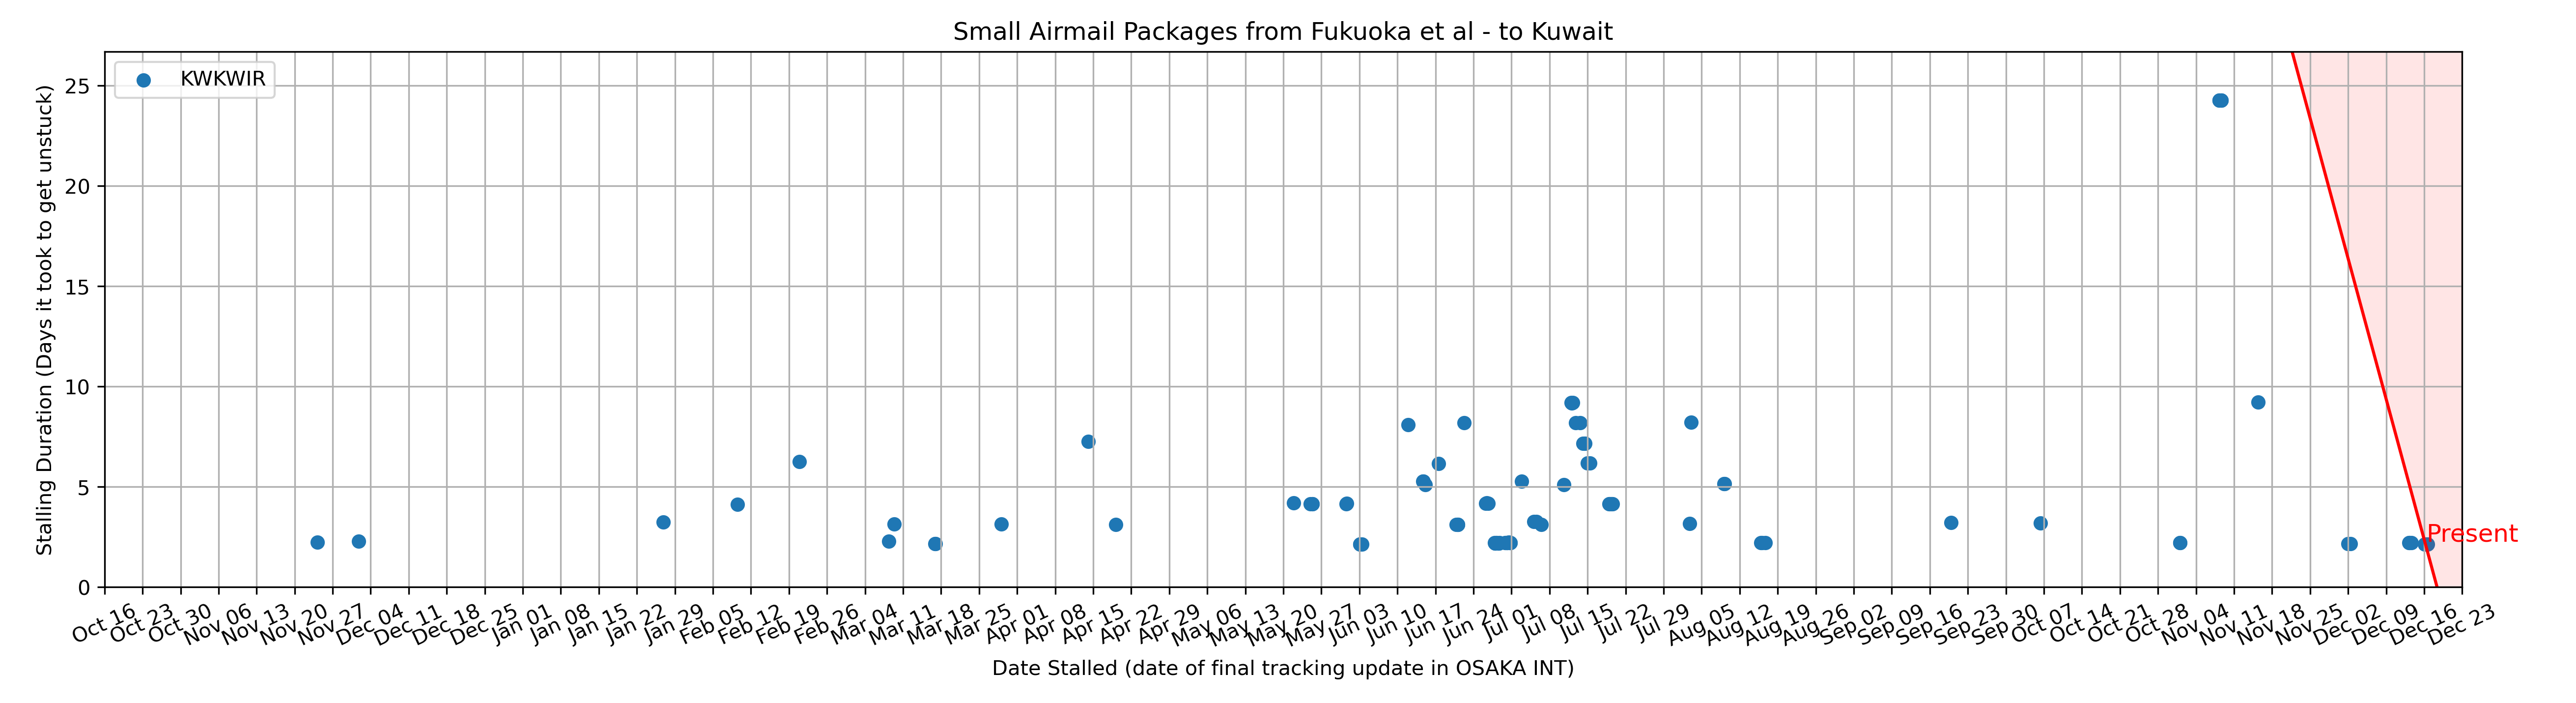 Small Airmail Packages from Fukuoka et al - to Kuwait
KWKWIR
Stalling Duration (Days it took to get unstuck)
25
20
15
10
5
0
Present
Oct 16 Oct 23 Oct 30 Nov 06 Nov 13 Nov 20 Nov 27 Dec 04 Dec 11 Dec 18 Dec 25 Jan 01 Jan 08 Jan 15 Jan 22 Jan 29 Feb 05 Feb 12 Feb 19 Feb 26 Mar 04 Mar 11 Mar 18 Mar 25 Apr 01 Apr 08 Apr 15 Apr 22 Apr 29 May 06 May 13 May 20 May 27 Jun 03 Jun 10 Jun 17 Jun 24 Jul 01 Jul 08 Jul 15 Jul 22 Jul 29 Aug 05 Aug 12 Aug 19 Aug 26 Sep 02 Sep 09 Sep 16 Sep 23 Sep 30 Oct 07 Oct 14 Oct 21 Oct 28 Nov 04 Nov 11 Nov 18 Nov 25 Dec 02 Dec 09 Dec 16 Dec 23
Date Stalled (date of final tracking update in OSAKA INT)